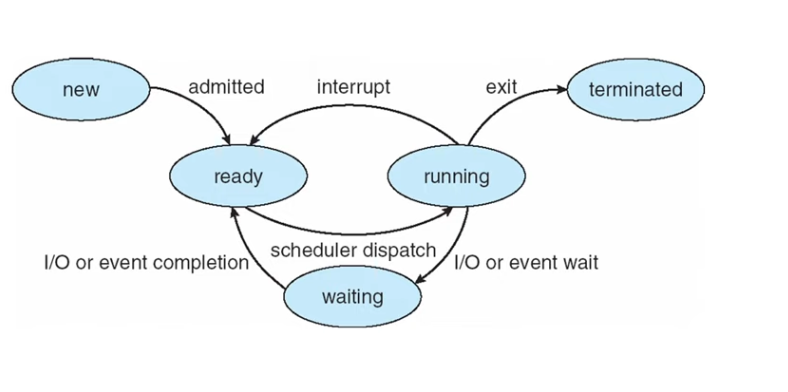 new
admitted
interrupt
exit
terminated
ready
running
scheduler dispatch
I/O or event completion
I/O or event wait
waiting